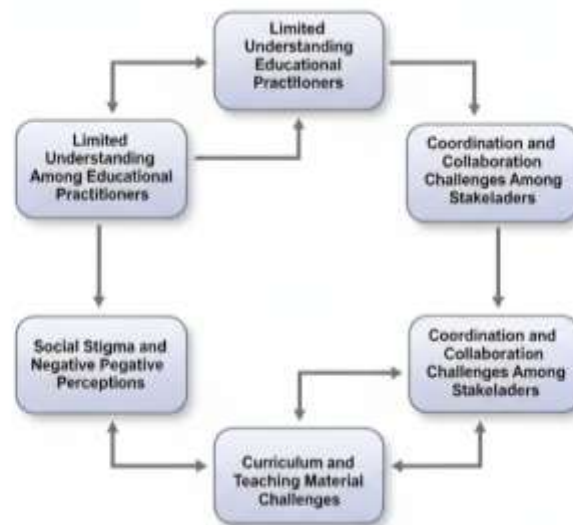 Limited
Understanding
Educational
Practlloners
Limited
Understanding
Among Educational
Practitioners
Coordination and
Collaboration
Challenges Among
Stakeladers
Social Stigma and
Negative Pegative
Perceptions
Coordination and
Collaboration
Challenges Among
Stakeladers
Curriculum and
Teaching Material
Challenges